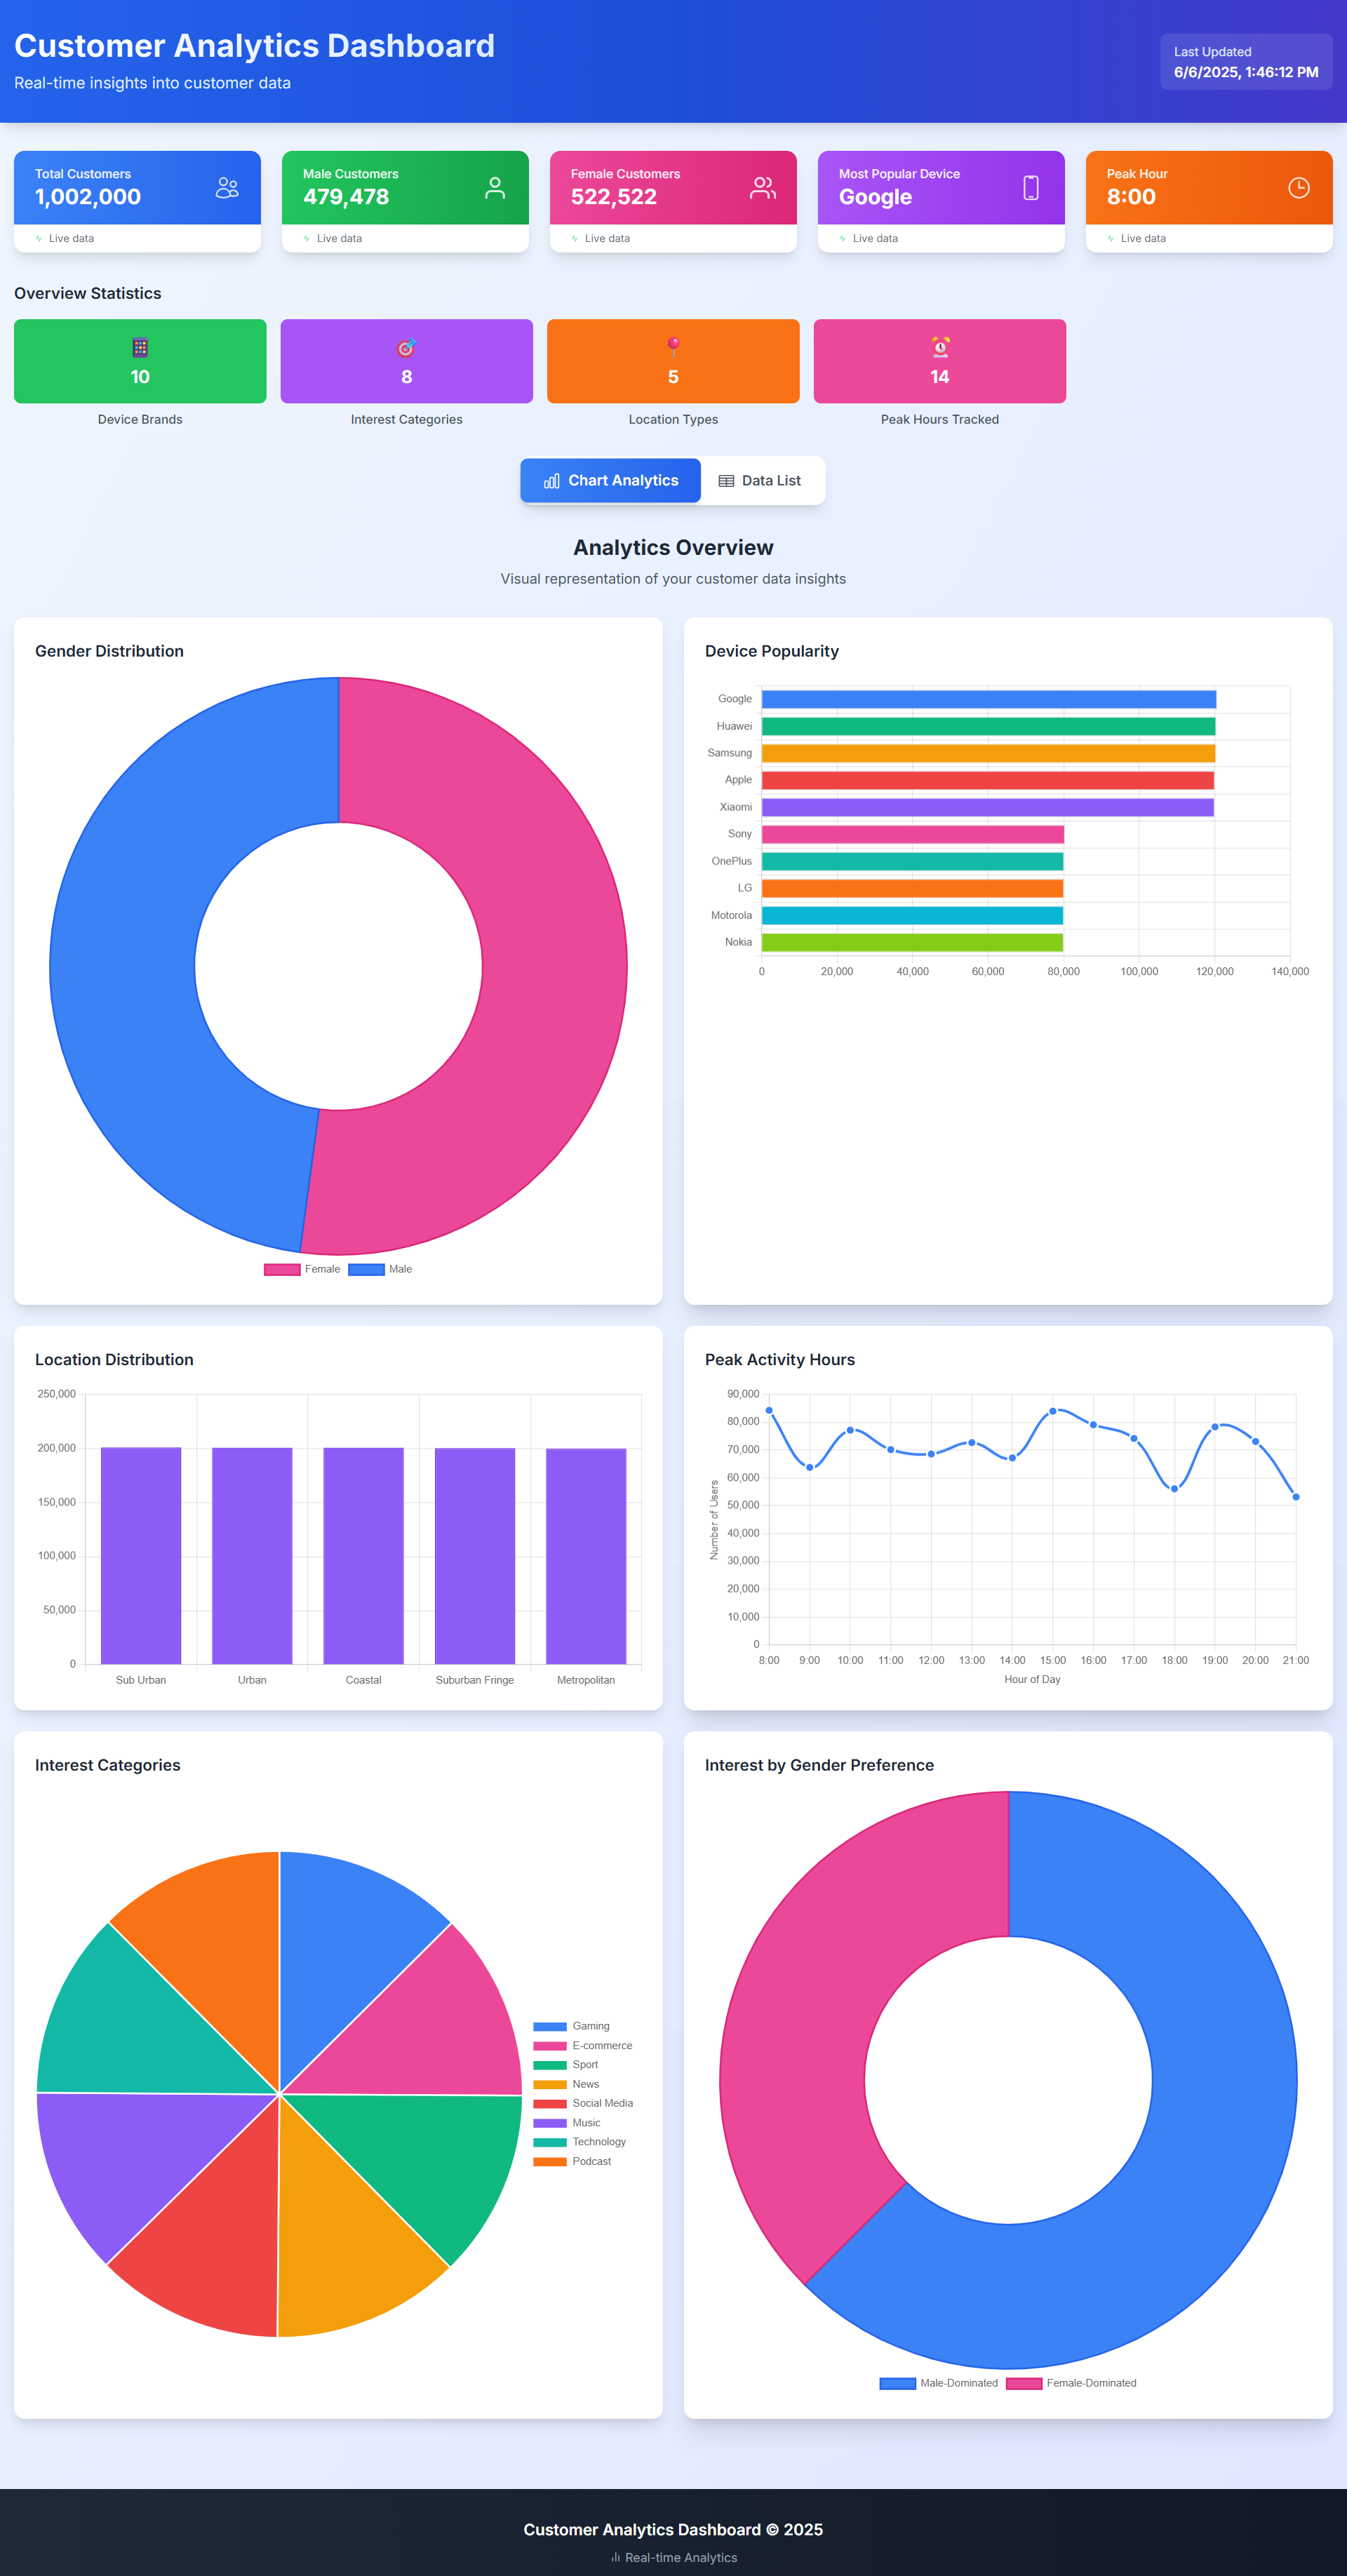 Customer Analytics Dashboard
Real-time insights into customer data
Last Updated
6/6/2025, 1:46:12 PM
Total Customers
1,002,000
Live data
Male Customers
479,478
Live data
Female Customers
522,522
Live data
Most Popular Device
Google
Live data
Peak Hour
8:00
Live data
Overview Statistics
10
Device Brands
8
Interest Categories
5
Location Types
14
Peak Hours Tracked
Chart Analytics
Data List
Analytics Overview
Visual representation of your customer data insights
Gender Distribution
Female
Male
Device Popularity
Google
Huawei
Samsung
Apple
Xiaomi
Sony
OnePlus
LG
Motorola
Nokia
0 20,000 40,000 60,000 80,000 100,000 120,000 140,000
Location Distribution
250,000
200,000
150,000
100,000
50,000
0
Sub Urban Urban Coastal Suburban Fringe Metropolitan
Peak Activity Hours
Number of Users
90,000
80,000
70,000
60,000
50,000
40,000
30,000
20,000
10,000
0
8:00 9:00 10:00 11:00 12:00 13:00 14:00 15:00 16:00 17:00 18:00 19:00 20:00 21:00
Hour of Day
Interest Categories
Gaming
E-commerce
Sport
News
Social Media
Music
Technology
Podcast
Interest by Gender Preference
Male-Dominated
Female-Dominated
Customer Analytics Dashboard © 2025
Real-time Analytics